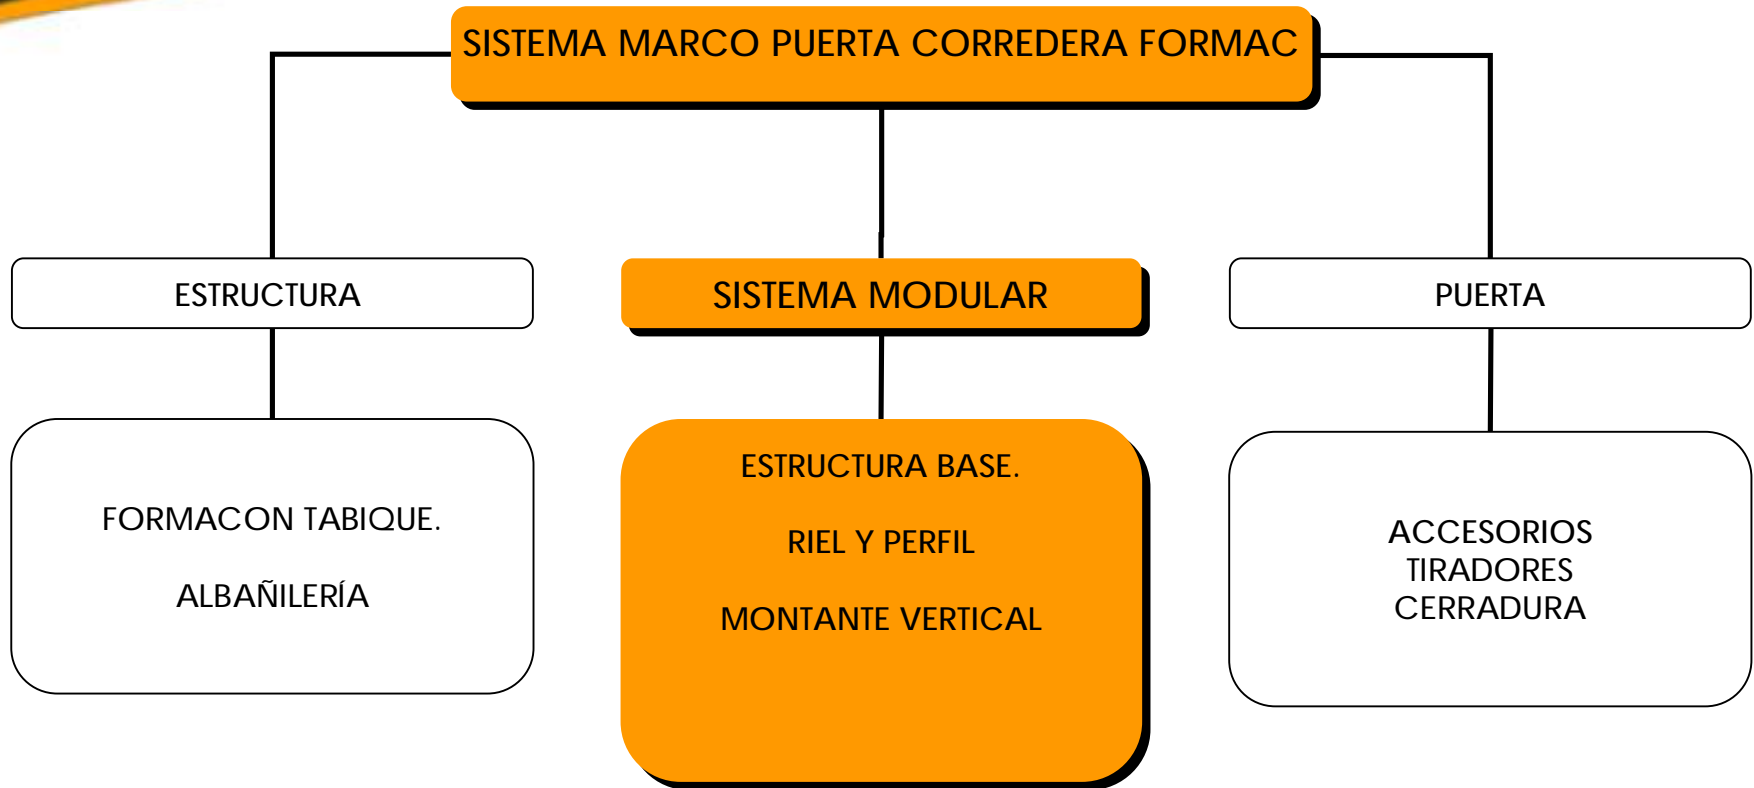 SISTEMA MARCO PUERTA CORREDERA FORMAC
ESTRUCTURA
SISTEMA MODULAR
PUERTA
FORMACON TABIQUE.
ALBAÑILERÍA
ESTRUCTURA BASE.
RIEL Y PERFIL
MONTANTE VERTICAL
ACCESORIOS
TIRADORES
CERRADURA